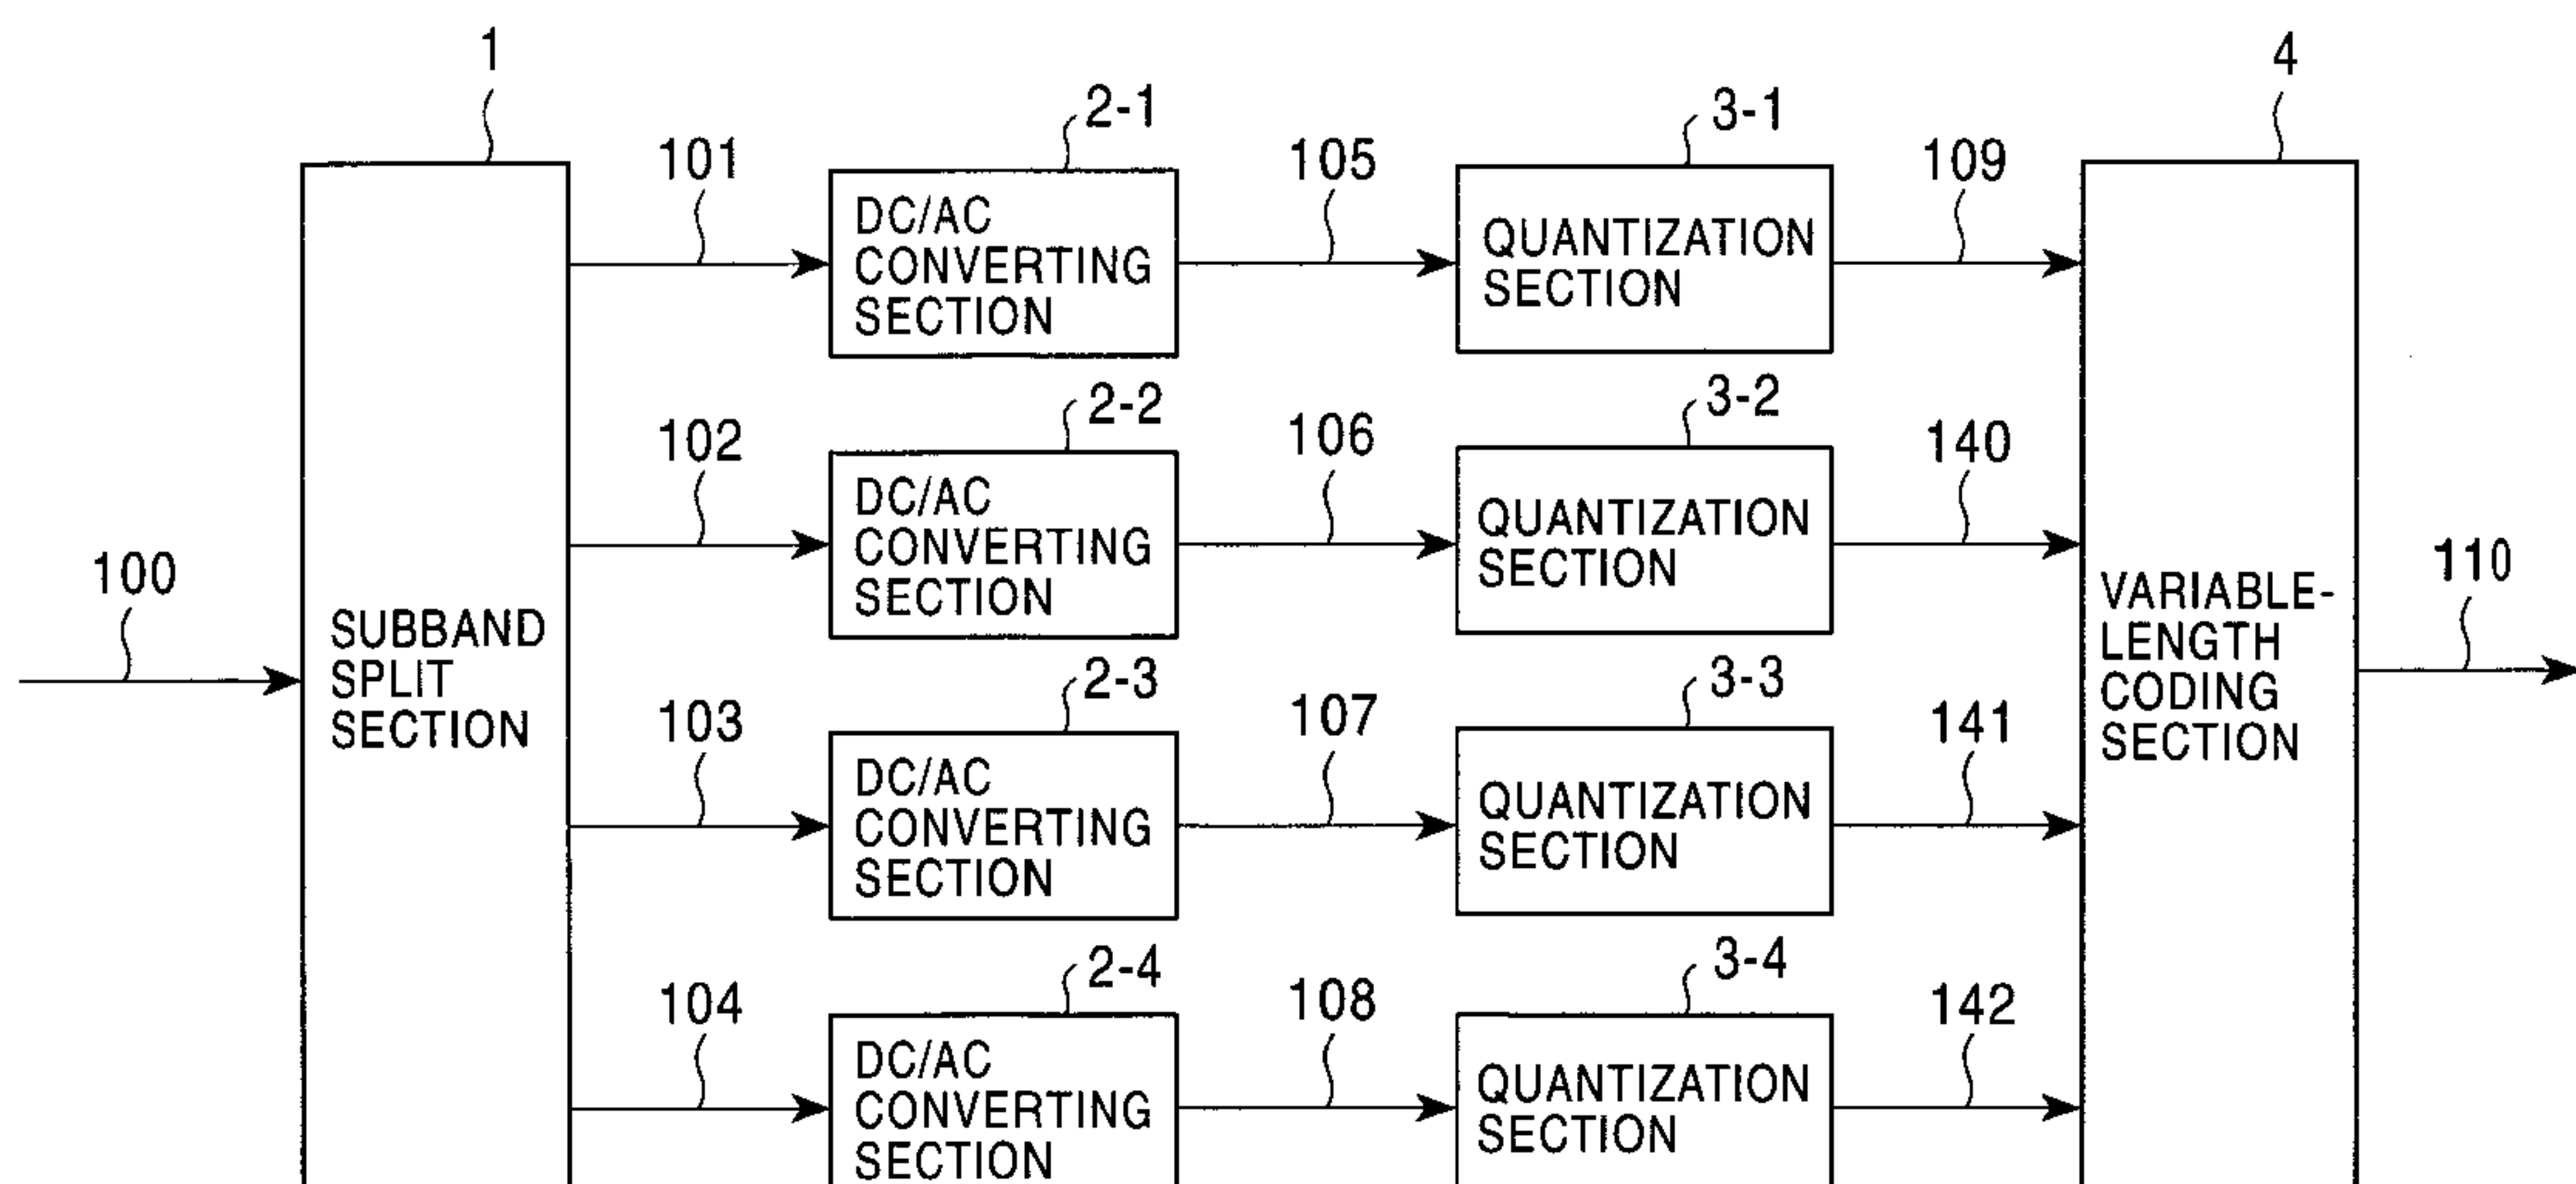 1
4
2-1
3-1
101
105
109
DC/AC
CONVERTING
SECTION
QUANTIZATION
SECTION
2-2
3-2
102
106
140
DC/AC
CONVERTING
SECTION
QUANTIZATION
SECTION
100
110
SUBBAND
SPLIT
SECTION
VARIABLE-
LENGTH
CODING
SECTION
2-3
3-3
103
107
141
DC/AC
CONVERTING
SECTION
QUANTIZATION
SECTION
2-4
3-4
104
108
142
DC/AC
CONVERTING
SECTION
QUANTIZATION
SECTION